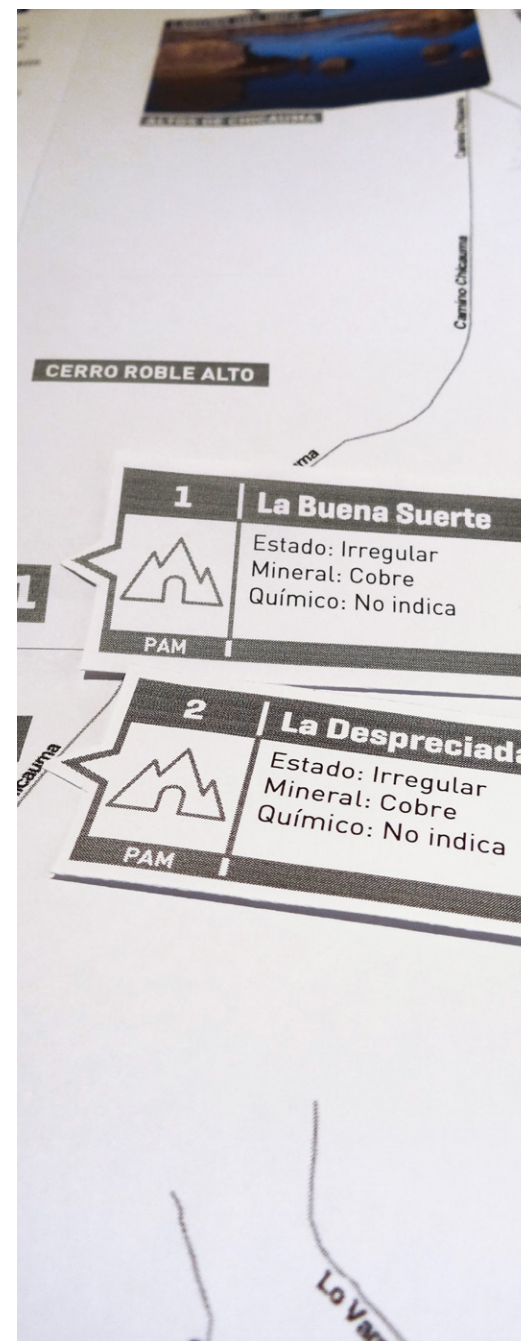 ALTOS DE CHICAUMA
Camino Chicauma
CERRO ROBLE ALTO
1
La Buena Suerte
Estado: Irregular
Mineral: Cobre
Químico: No indica
PAM
1
2
La Despreciada
Estado: Irregular
Mineral: Cobre
Químico: No indica
PAM